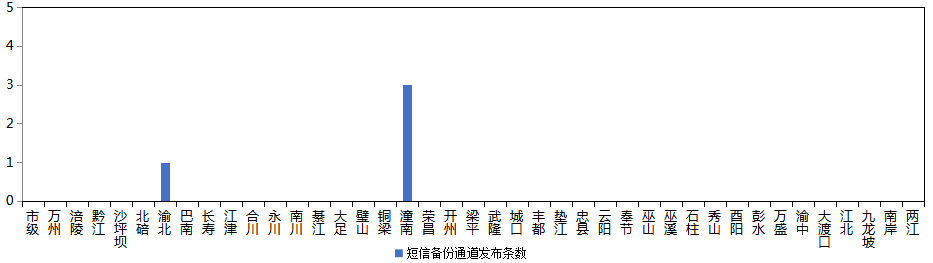 5
4
3
2
1
0
市级
万州
涪陵
黔江
沙坪坝
北碚
渝北
巴南
长寿
江津
合川
永川
南川
綦江
大足
璧山
铜梁
潼南
荣昌
开州
梁平
武隆
城口
丰都
垫江
忠县
云阳
奉节
巫山
巫溪
石柱
秀山
酉阳
彭水
万盛
渝中
大渡口
江北
九龙坡
南岸
两江
短信备份通道发布条数